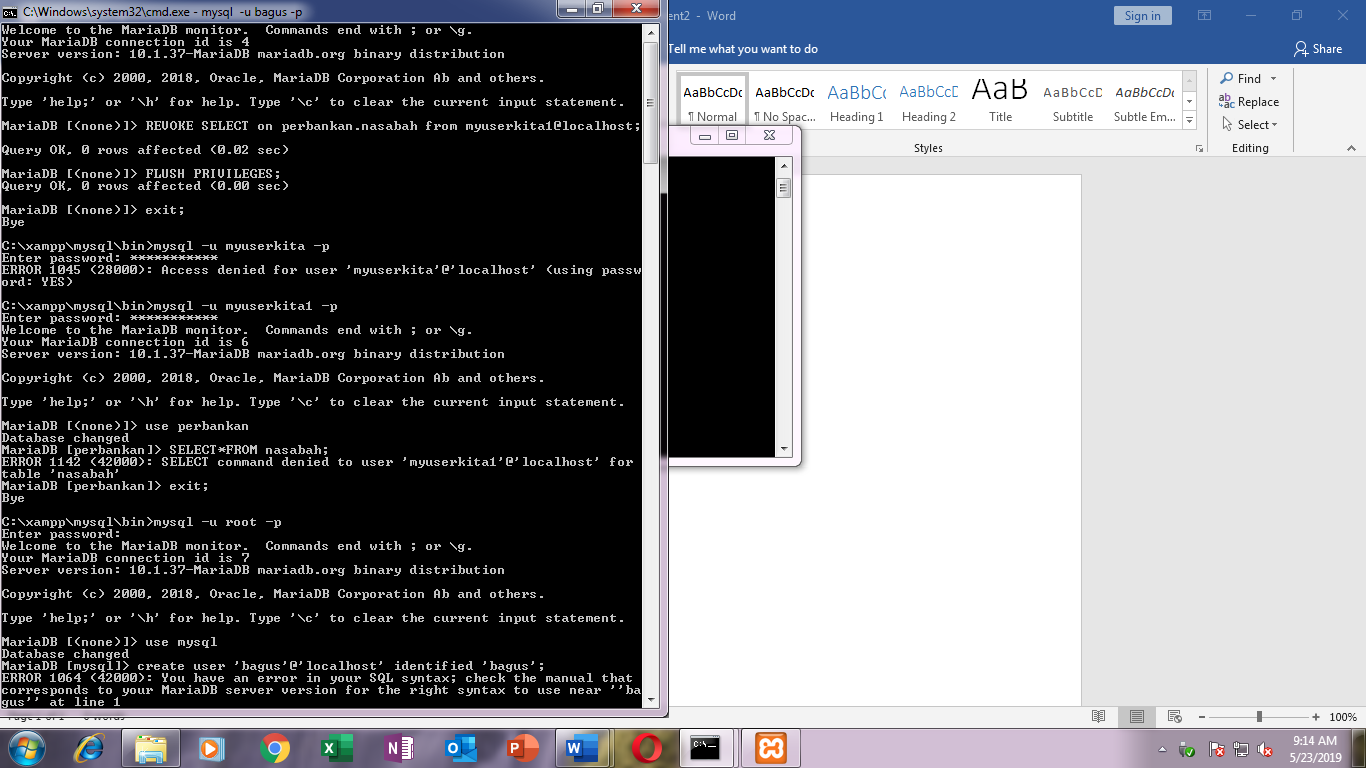 C:\Windows\system32\cmd.exe - mysql -u bagus -p
Welcome to the MariaDB monitor.  Commands end with ; or \g.
Your MariaDB connection id is 4
Server version: 10.1.37-MariaDB mariadb.org binary distribution
Copyright (c) 2000, 2018, Oracle, MariaDB Corporation Ab and others.
Type 'help;' or '\h' for help. Type '\c' to clear the current input statement.
MariaDB [(none)]> REVOKE SELECT on perbankan.nasabah from myuserkita1@localhost;
Query OK, 0 rows affected (0.02 sec)
MariaDB [(none)]> FLUSH PRIVILEGES;
Query OK, 0 rows affected (0.00 sec)
MariaDB [(none)]> exit;
Bye
C:\xampp\mysql\bin>mysql -u myuserkita -p
Enter password: ***********
ERROR 1045 (28000): Access denied for user 'myuserkita'@'localhost' (using passw
ord: YES)
C:\xampp\mysql\bin>mysql -u myuserkita1 -p
Enter password: ***********
Welcome to the MariaDB monitor.  Commands end with ; or \g.
Your MariaDB connection id is 6
Server version: 10.1.37-MariaDB mariadb.org binary distribution
Copyright (c) 2000, 2018, Oracle, MariaDB Corporation Ab and others.
Type 'help;' or '\h' for help. Type '\c' to clear the current input statement.
MariaDB [(none)]> use perbankan
Database changed
MariaDB [perbankan]> SELECT*FROM nasabah;
ERROR 1142 (42000): SELECT command denied to user 'myuserkita1'@'localhost' for
table 'nasabah'
MariaDB [perbankan]> exit;
Bye
C:\xampp\mysql\bin>mysql -u root -p
Enter password:
Welcome to the MariaDB monitor.  Commands end with ; or \g.
Your MariaDB connection id is 7
Server version: 10.1.37-MariaDB mariadb.org binary distribution
Copyright (c) 2000, 2018, Oracle, MariaDB Corporation Ab and others.
Type 'help;' or '\h' for help. Type '\c' to clear the current input statement.
MariaDB [(none)]> use mysql
Database changed
MariaDB [mysql]> create user 'bagus'@'localhost' identified 'bagus';
ERROR 1064 (42000): You have an error in your SQL syntax; check the manual that
corresponds to your MariaDB server version for the right syntax to use near ''ba
gus'' at line 1
ent2 - Word
Sign in
Tell me what you want to do
Share
AaBbCcDc AaBbCcDc AaBbCc AaBbCcD AaB AaBbCcD AaBbCcDc
¶ Normal ¶ No Spac... Heading 1 Heading 2 Title Subtitle Subtle Em...
Styles
Find
Replace
Select
Editing
100%
9:14 AM
5/23/2019